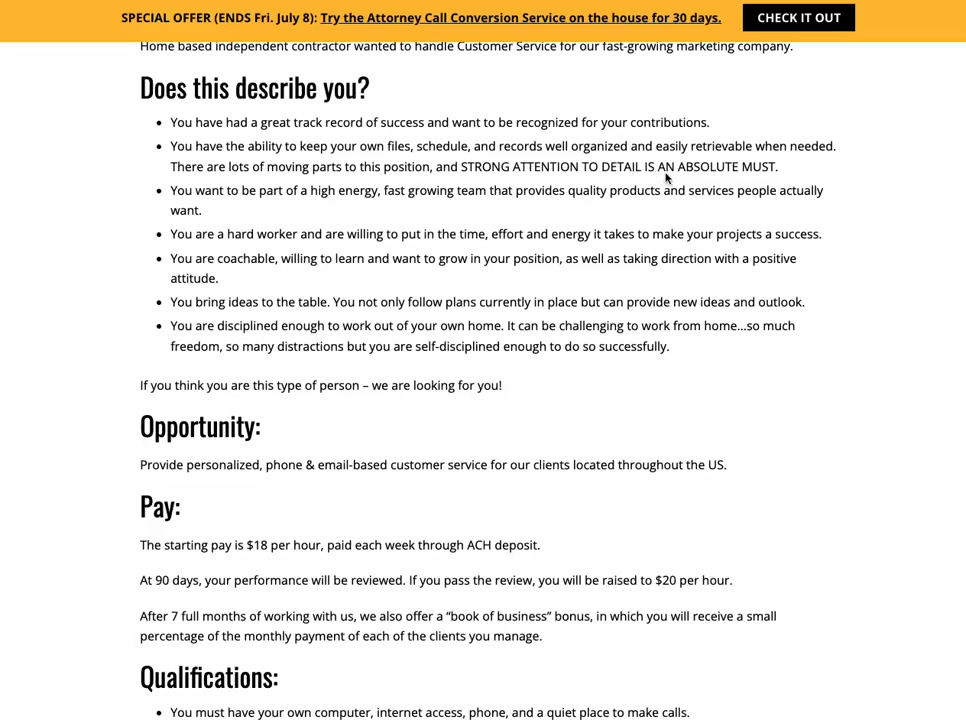 SPECIAL OFFER (ENDS Fri. July 8): Try the Attorney Call Conversion Service on the house for 30 days.
CHECK IT OUT
Home based independent contractor wanted to handle Customer Service for our fast-growing marketing company.
Does this describe you?
• You have had a great track record of success and want to be recognized for your contributions.
• You have the ability to keep your own files, schedule, and records well organized and easily retrievable when needed.
There are lots of moving parts to this position, and STRONG ATTENTION TO DETAIL IS AN ABSOLUTE MUST.
• You want to be part of a high energy, fast growing team that provides quality products and services people actually
want.
• You are a hard worker and are willing to put in the time, effort and energy it takes to make your projects a success.
• You are coachable, willing to learn and want to grow in your position, as well as taking direction with a positive
attitude.
• You bring ideas to the table. You not only follow plans currently in place but can provide new ideas and outlook.
• You are disciplined enough to work out of your own home. It can be challenging to work from home…so much
freedom, so many distractions but you are self-disciplined enough to do so successfully.
If you think you are this type of person – we are looking for you!
Opportunity:
Provide personalized, phone & email-based customer service for our clients located throughout the US.
Pay:
The starting pay is $18 per hour, paid each week through ACH deposit.
At 90 days, your performance will be reviewed. If you pass the review, you will be raised to $20 per hour.
After 7 full months of working with us, we also offer a “book of business” bonus, in which you will receive a small
percentage of the monthly payment of each of the clients you manage.
Qualifications:
• You must have your own computer, internet access, phone, and a quiet place to make calls.